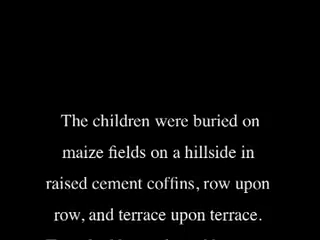 The children were buried on
maize fields on a hillside in
raised cement coffins, row upon
row, and terrace upon terrace.